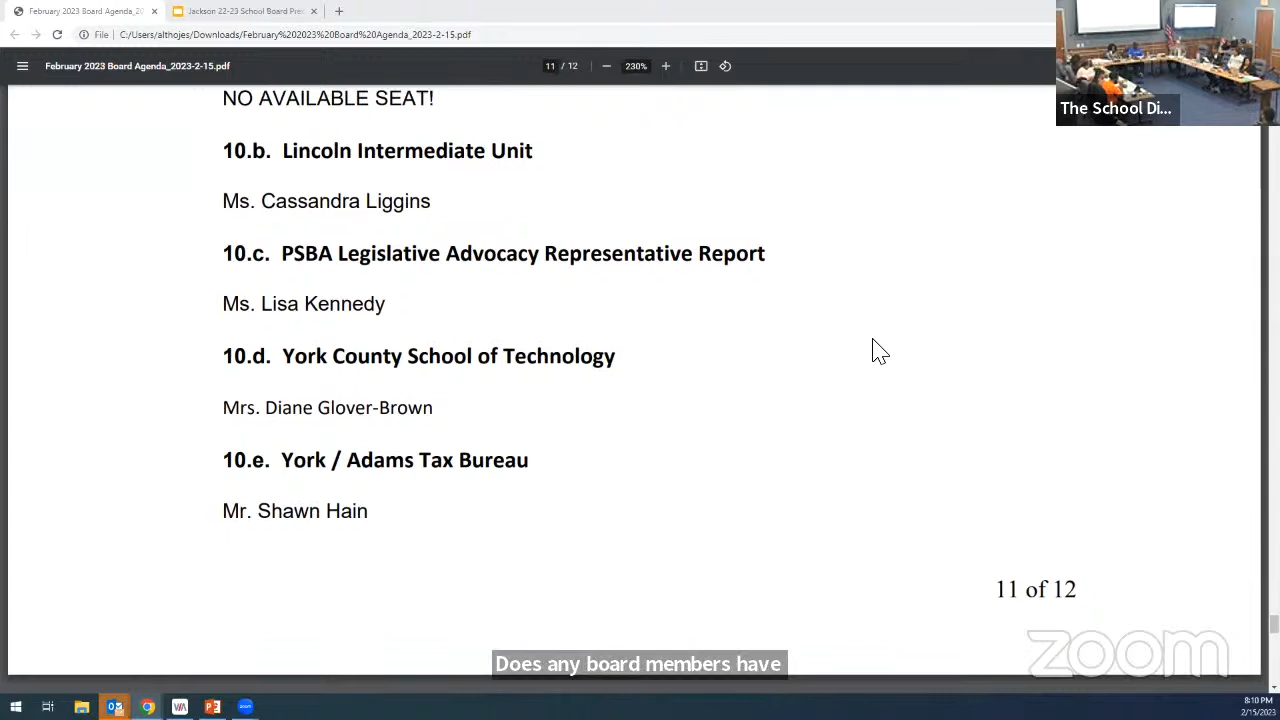 February 2023 Board Agenda_20
Jackson 22-23 School Board Pres
File
C:/Users/althojes/Downloads/February%202023%20Board%20Agenda_2023-2-15.pdf
February 2023 Board Agenda_2023-2-15.pdf
11 / 12
230%
The School Di...
NO AVAILABLE SEAT!
10.b. Lincoln Intermediate Unit
Ms. Cassandra Liggins
10.c. PSBA Legislative Advocacy Representative Report
Ms. Lisa Kennedy
10.d. York County School of Technology
Mrs. Diane Glover-Brown
10.e. York / Adams Tax Bureau
Mr. Shawn Hain
11 of 12
zoom
Does any board members have
8:10 PM
2/15/2023